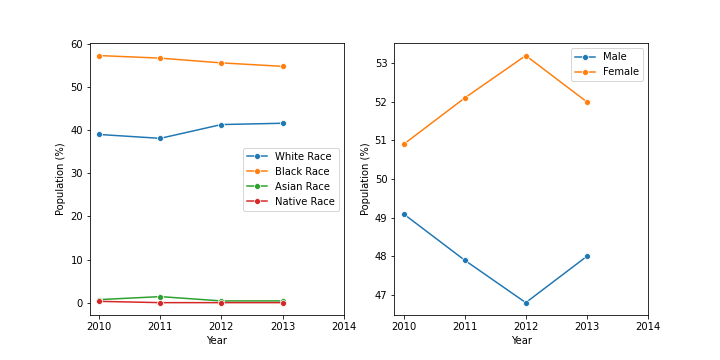 60
50
40
30
20
10
0
Population (%)
2010 2011 2012 2013 2014
Year
White Race
Black Race
Asian Race
Native Race
53
52
51
50
49
48
47
Population (%)
2010 2011 2012 2013 2014
Year
Male
Female